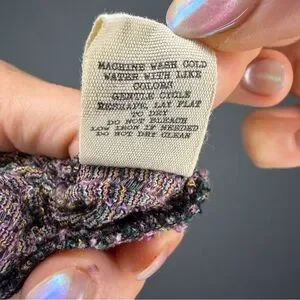 MACHINE WASH COLD
WATER WITH LIKE
COLORS
GENTLE CYCLE
RESHAPE, LAY FLAT
TO DRY
DO NOT BLEACH
LOW IRON IF NEEDED
DO NOT DRY CLEAN